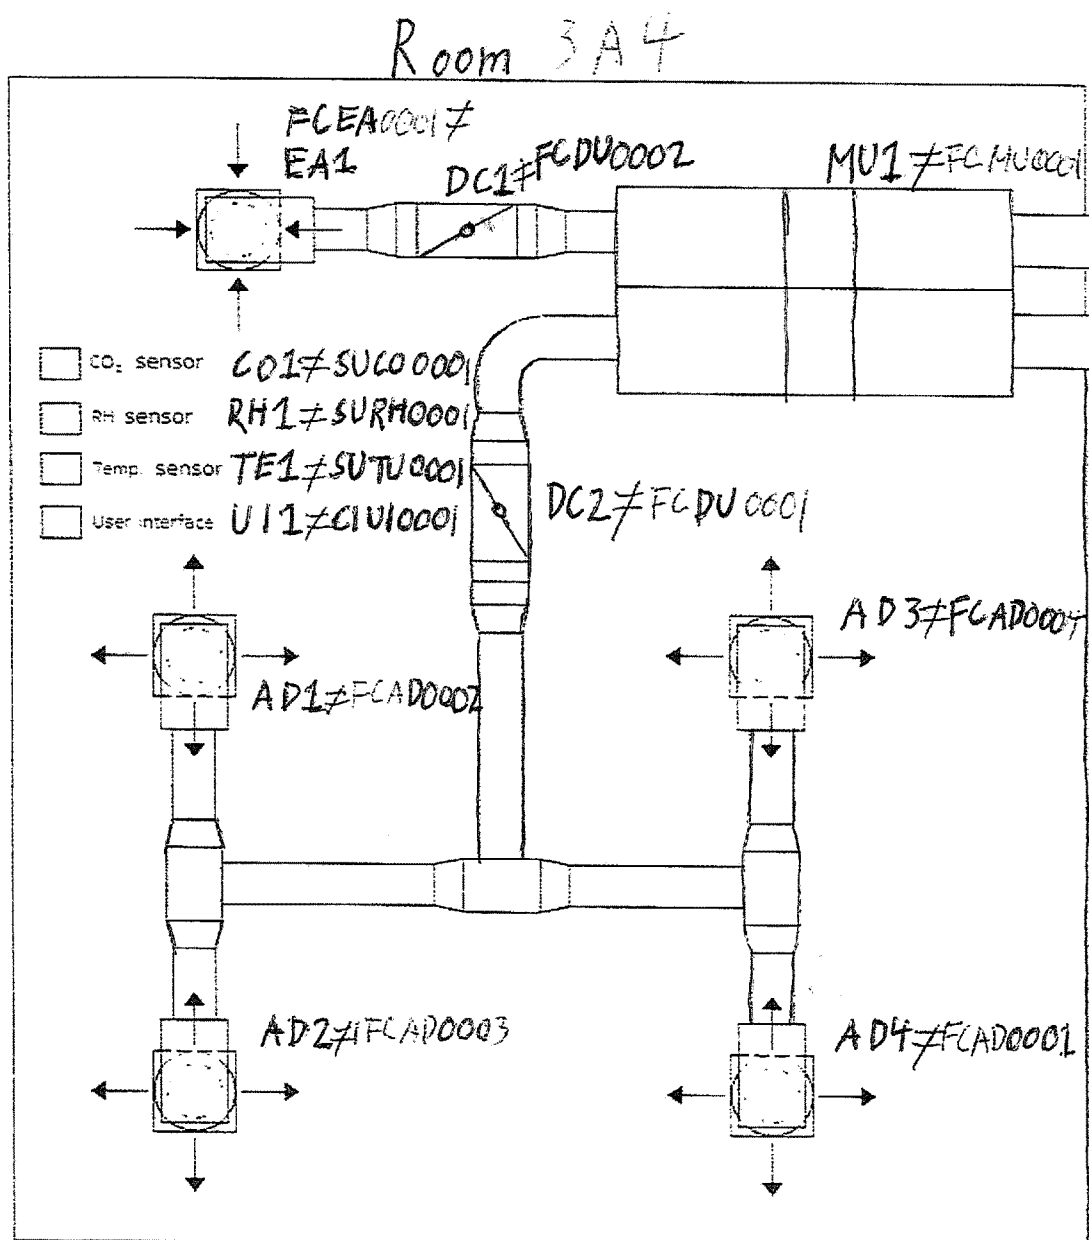 Room 3A4
FCEA0001≠
EA1
DC1≠FCDU0002
MU1≠FCMU0001
CO₂ sensor CO1≠SUCO0001
RH sensor RH1≠SURH0001
Temp. sensor TE1≠SUTU0001
User interface UI1≠CIUI0001
DC2≠FCDU0001
AD3≠FCAD0004
AD1≠FCAD0002
AD2≠FCAD0003
AD4≠FCAD0001